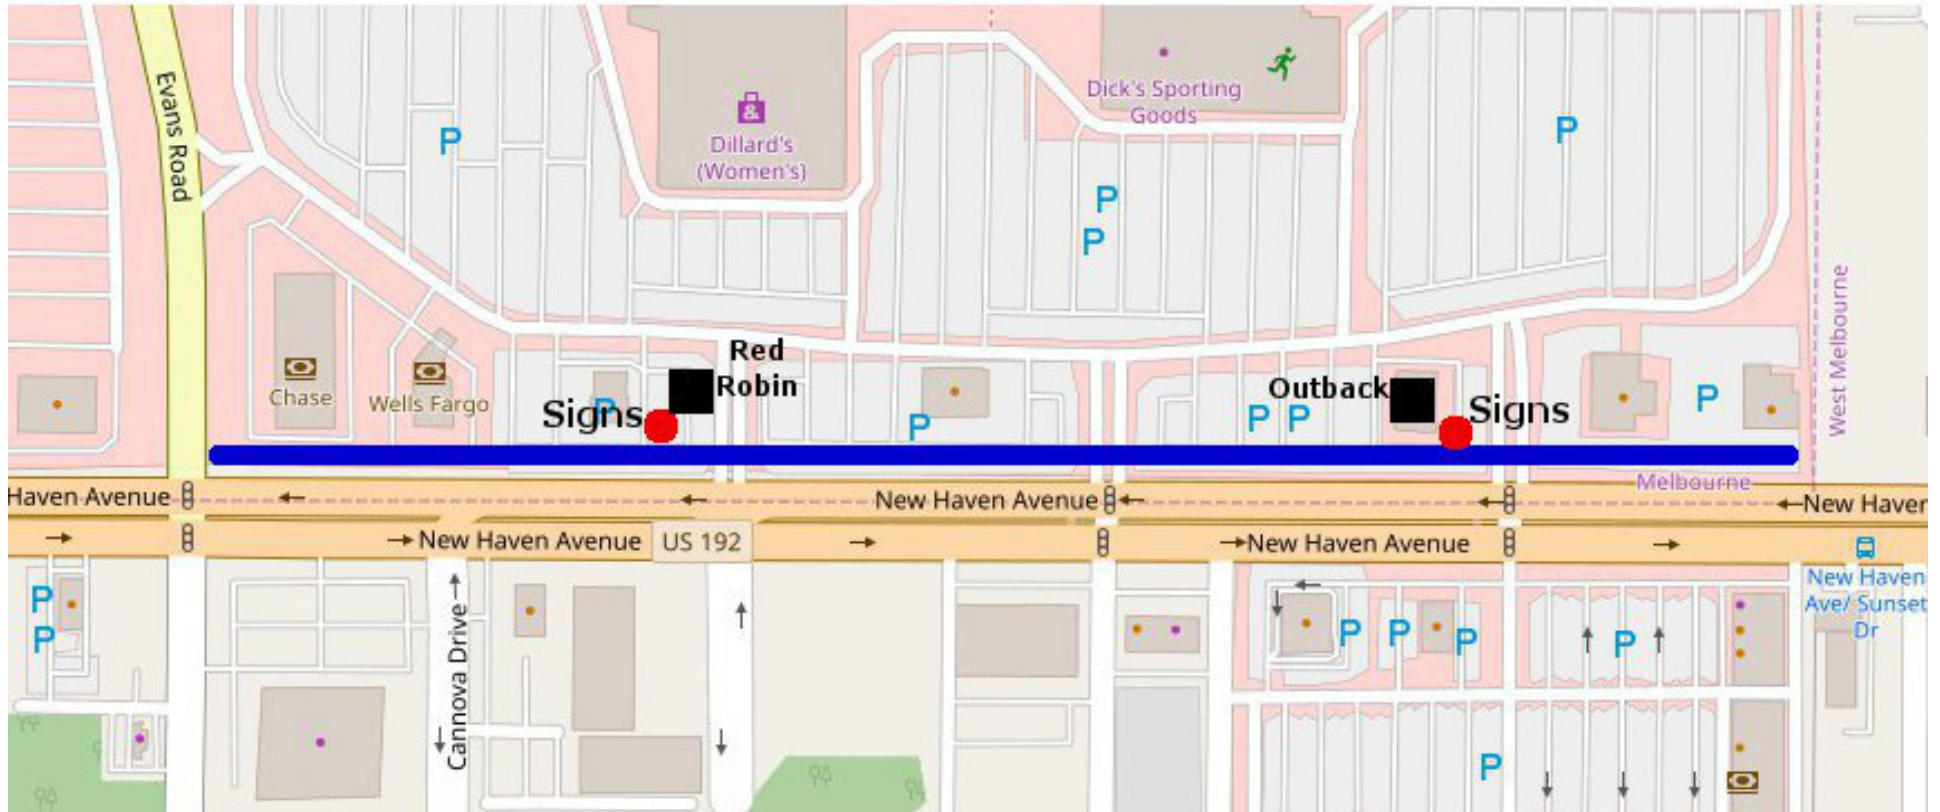 Evans Road
Dillard's
(Women's)
Dick's Sporting
Goods
P
P
P
P
West Melbourne
Red
Robin
Chase
Wells Fargo
Signs
P
P
Outback
P P
Signs
P
Melbourne
Haven Avenue
New Haven Avenue
New Haven
New Haven Avenue
US 192
New Haven Avenue
New Haven
Ave/ Sunset
Dr
P
P
Cannova Drive
P
P
P
P
P